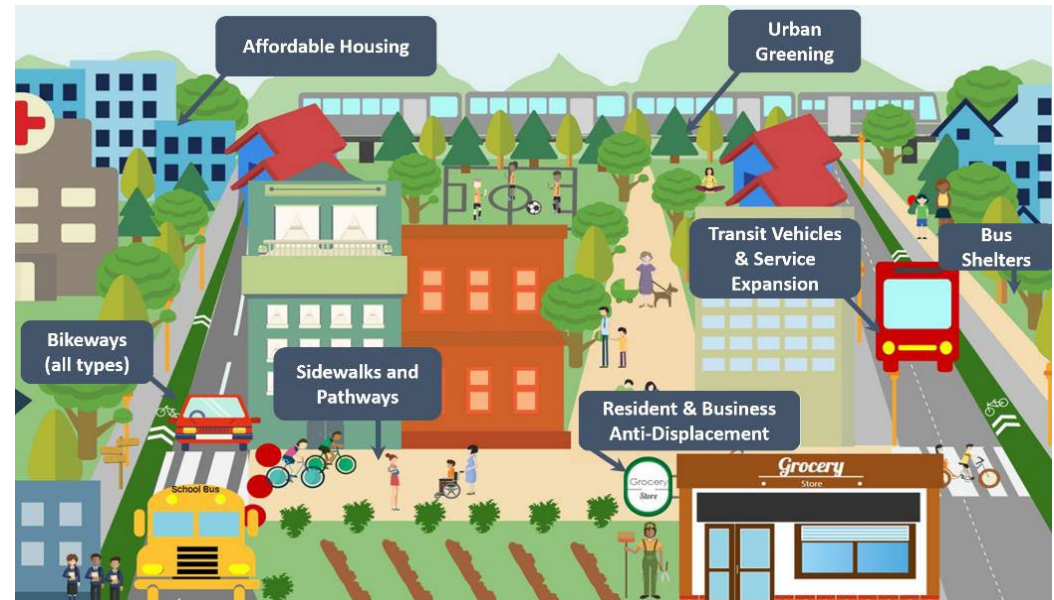 Affordable Housing
Urban
Greening
Transit Vehicles
& Service
Expansion
Bus
Shelters
Bikeways
(all types)
Sidewalks and
Pathways
Resident & Business
Anti-Displacement
Grocery
Store
Grocery
Store
School Bus